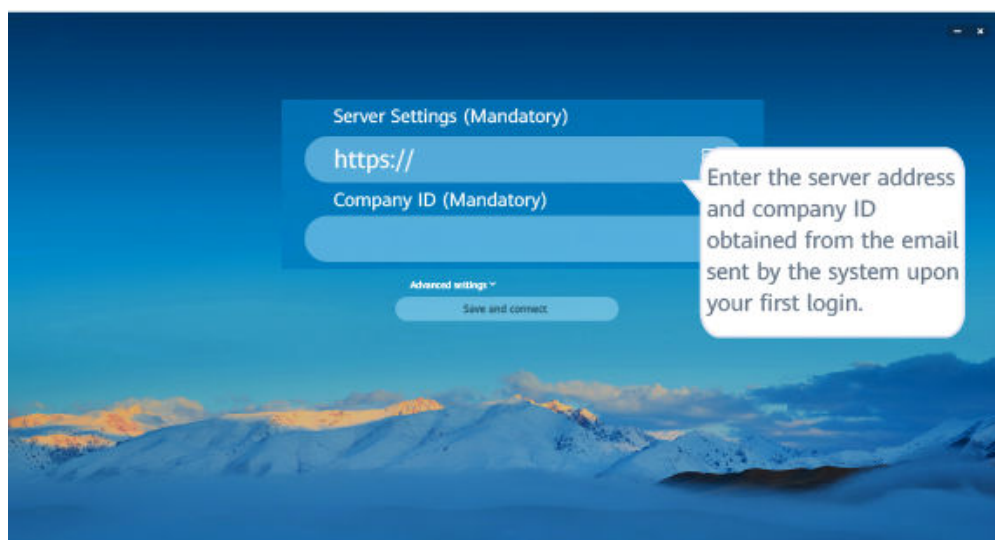 Server Settings (Mandatory)
https://
Company ID (Mandatory)
Enter the server address
and company ID
obtained from the email
sent by the system upon
your first login.
Advanced settings
Save and connect